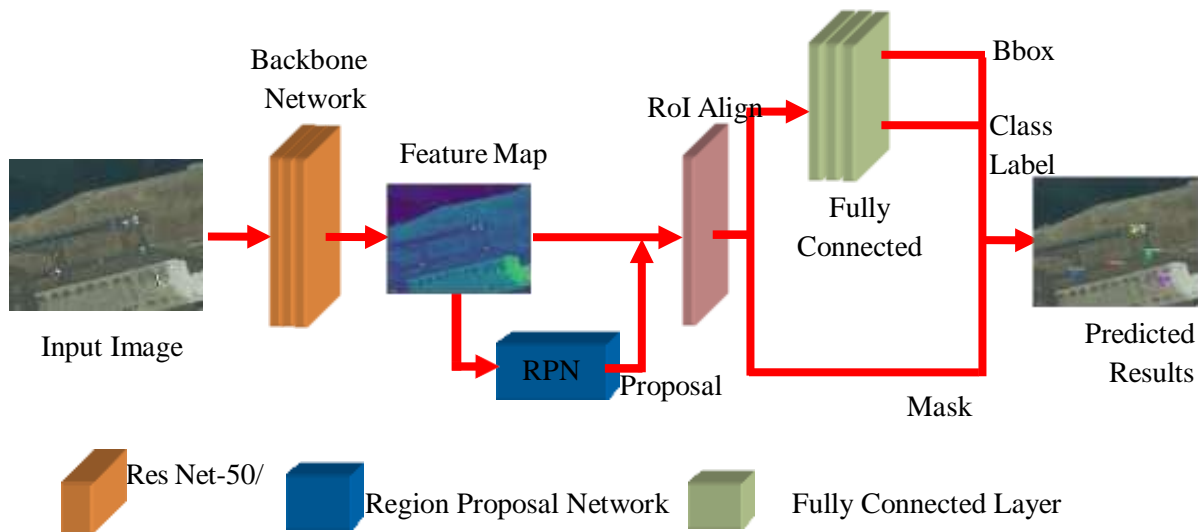 Backbone
Network
Feature Map
RoI Align
Bbox
Class
Label
Fully
Connected
Input Image
RPN
Proposal
Mask
Predicted
Results
Res Net-50/
Region Proposal Network
Fully Connected Layer